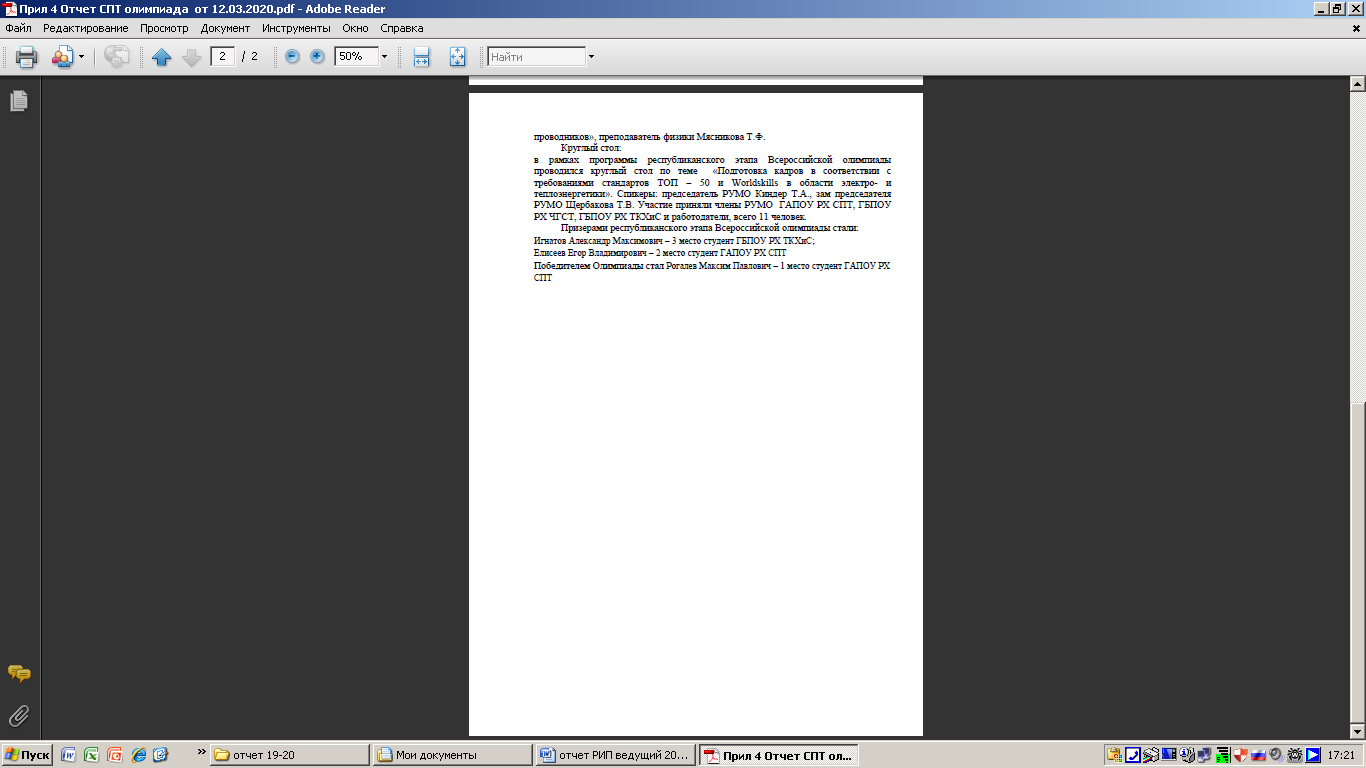 Прил 4 Отчет СПТ олимпиада от 12.03.2020.pdf - Adobe Reader
Файл Редактирование Просмотр Документ Инструменты Окно Справка
2 / 2 50% Найти
проводников», преподаватель физики Мясникова Т.Ф.
Круглый стол:
в рамках программы республиканского этапа Всероссийской олимпиады
проводился круглый стол по теме «Подготовка кадров в соответствии с
требованиями стандартов ТОП – 50 и Worldskills в области электро- и
теплоэнергетики». Спикеры: председатель РУМО Киндер Т.А., зам председателя
РУМО Щербакова Т.В. Участие приняли члены РУМО ГАПОУ РХ СПТ, ГБПОУ
РХ ЧГСТ, ГБПОУ РХ ТКХиС и работодатели, всего 11 человек.
Призерами республиканского этапа Всероссийской олимпиады стали:
Игнатов Александр Максимович – 3 место студент ГБПОУ РХ ТКХиС;
Елисеев Егор Владимирович – 2 место студент ГАПОУ РХ СПТ
Победителем Олимпиады стал Рогалев Максим Павлович – 1 место студент ГАПОУ РХ
СПТ
Пуск » отчет 19-20 Мои документы отчет РИП ведущий 20... Прил 4 Отчет СПТ ол... 17:21